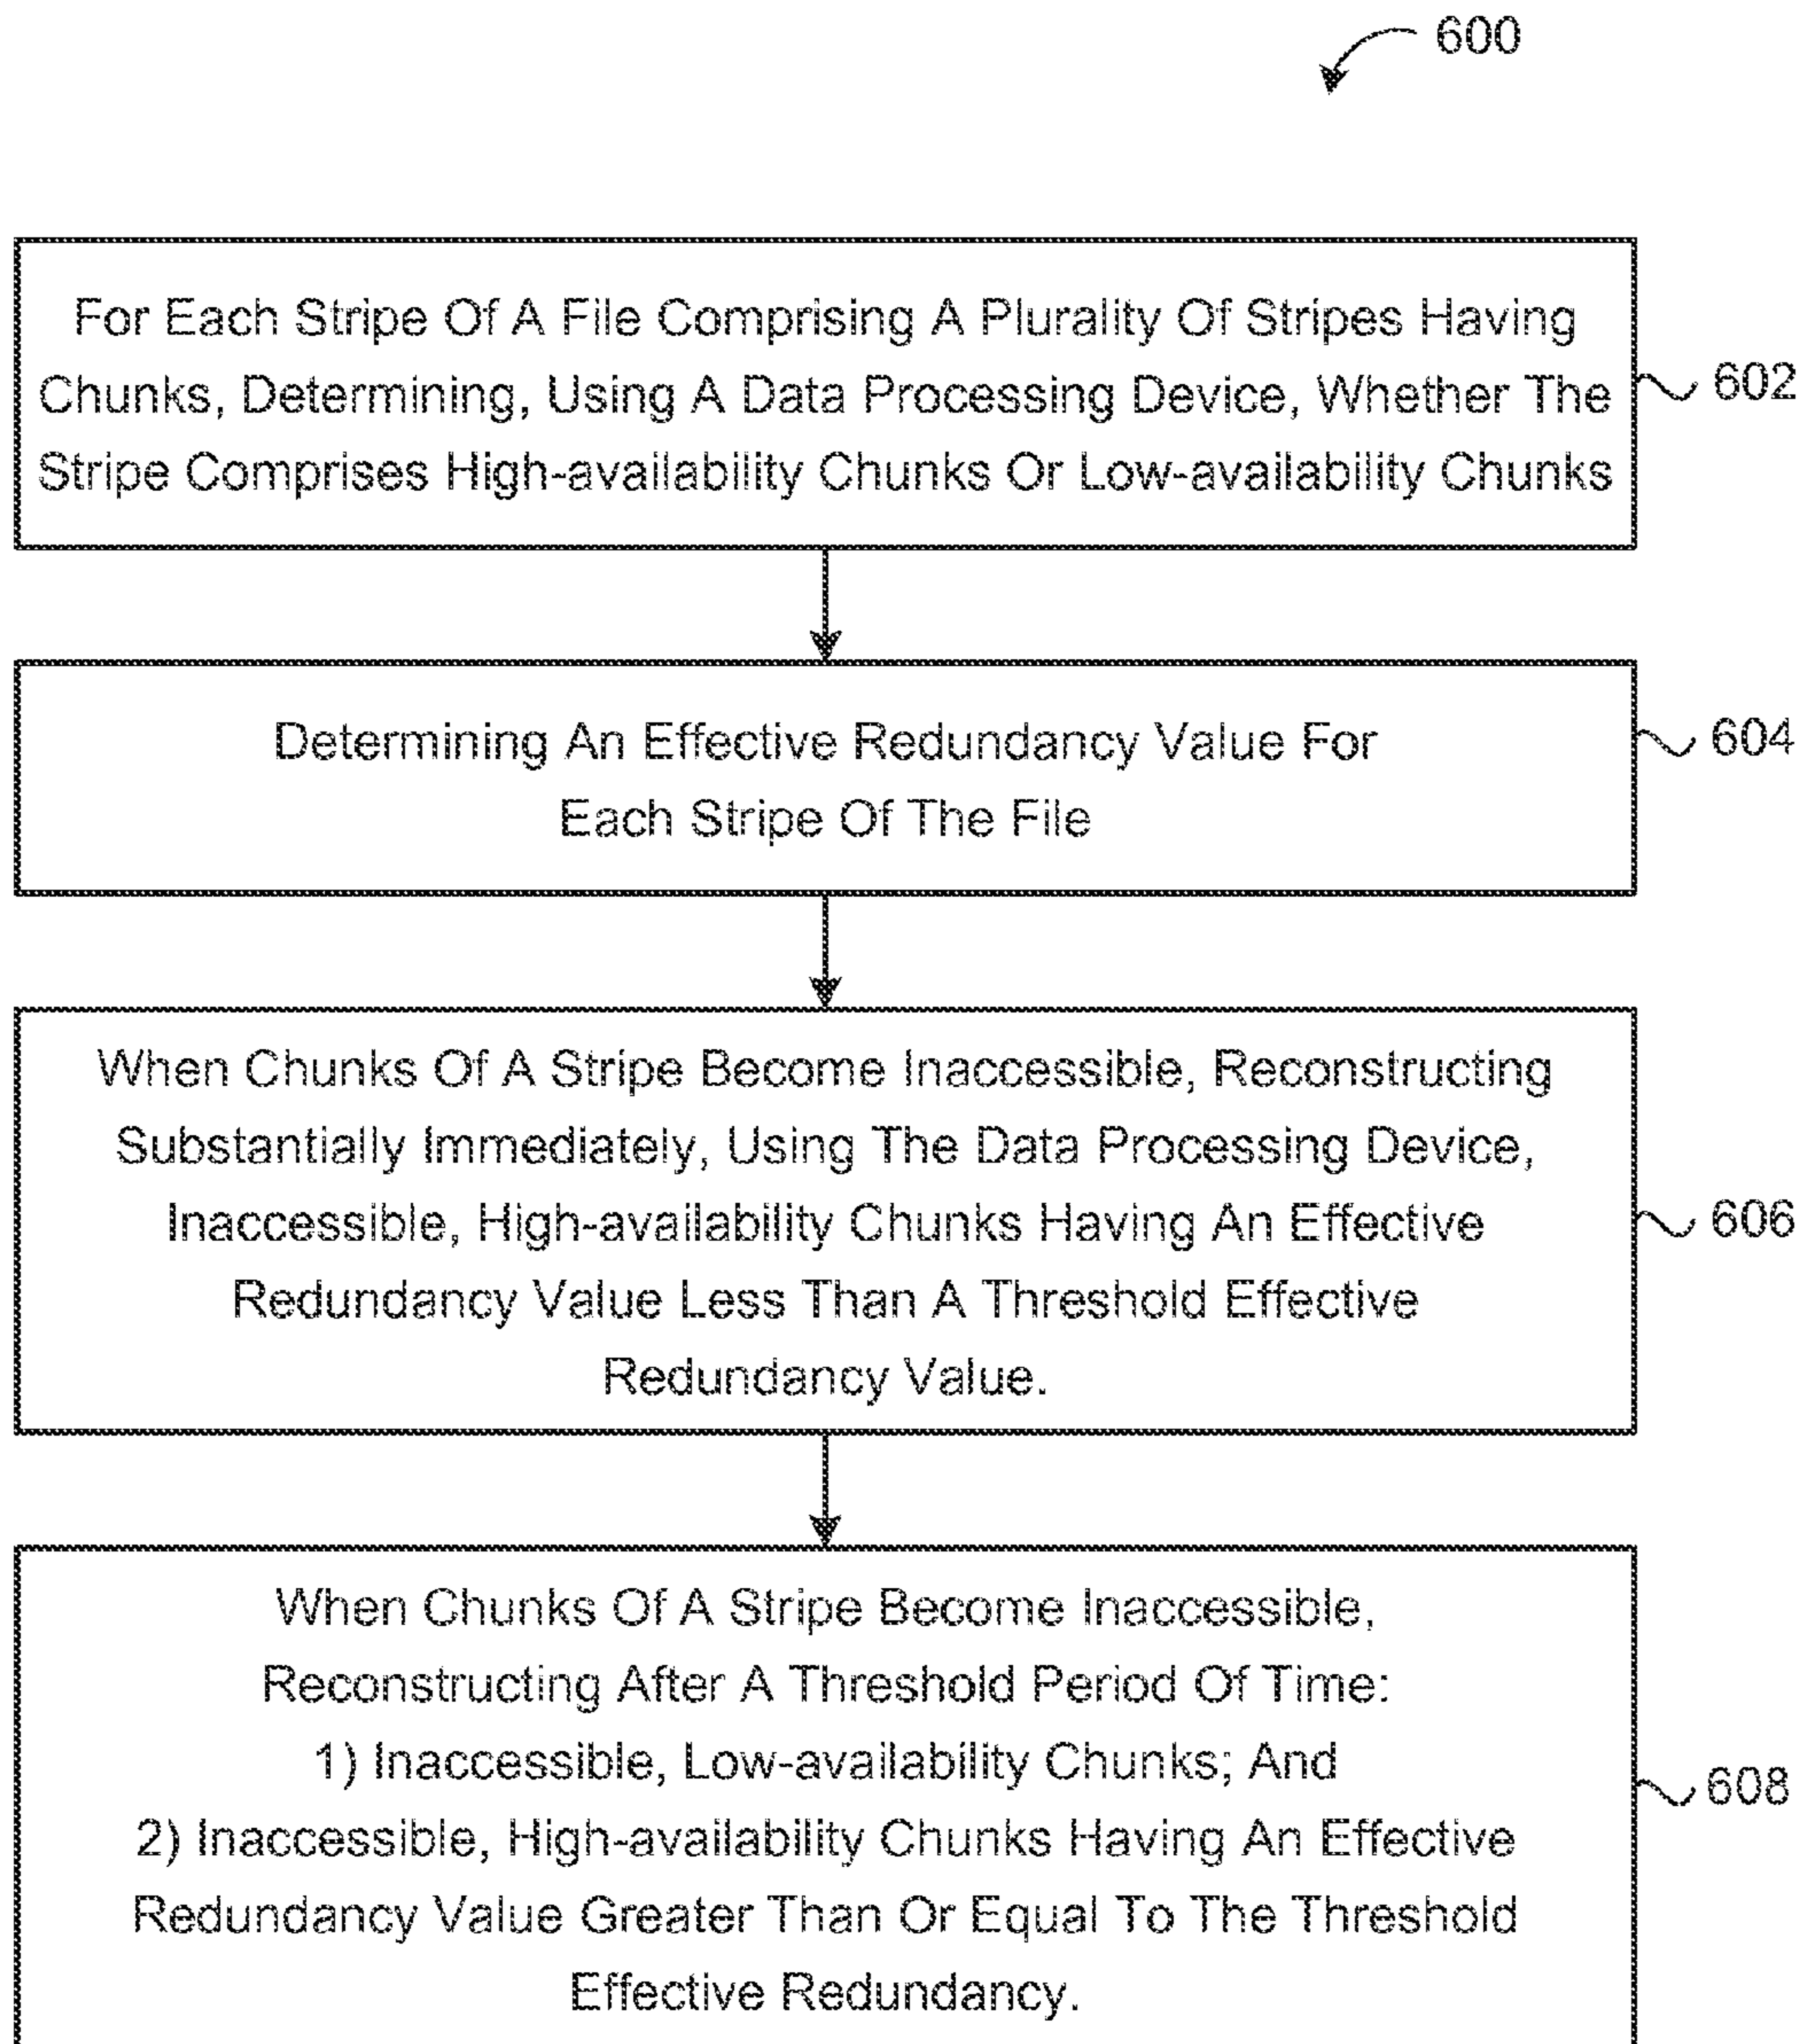 600
For Each Stripe Of A File Comprising A Plurality Of Stripes Having
Chunks, Determining, Using A Data Processing Device, Whether The
Stripe Comprises High-availability Chunks Or Low-availability Chunks
602
Determining An Effective Redundancy Value For
Each Stripe Of The File
604
When Chunks Of A Stripe Become Inaccessible, Reconstructing
Substantially Immediately, Using The Data Processing Device,
Inaccessible, High-availability Chunks Having An Effective
Redundancy Value Less Than A Threshold Effective
Redundancy Value.
606
When Chunks Of A Stripe Become Inaccessible,
Reconstructing After A Threshold Period Of Time:
1) Inaccessible, Low-availability Chunks; And
2) Inaccessible, High-availability Chunks Having An Effective
Redundancy Value Greater Than Or Equal To The Threshold
Effective Redundancy.
608